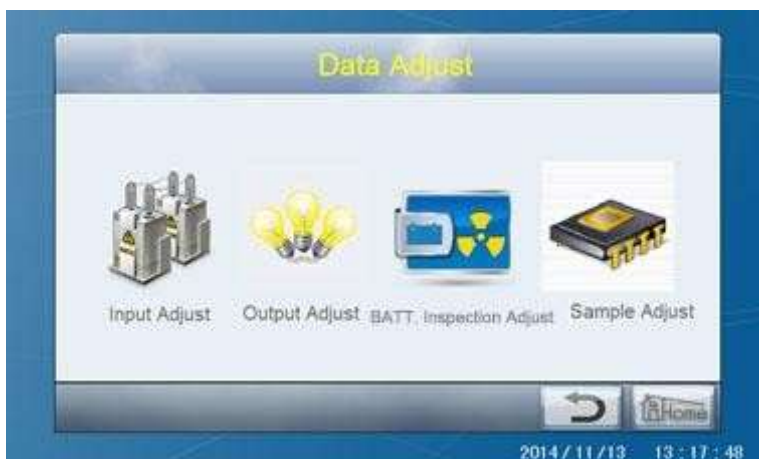 Data Adjust
Input Adjust
Output Adjust
BATT. Inspection Adjust
Sample Adjust
Home
2014/11/13 13:17:48